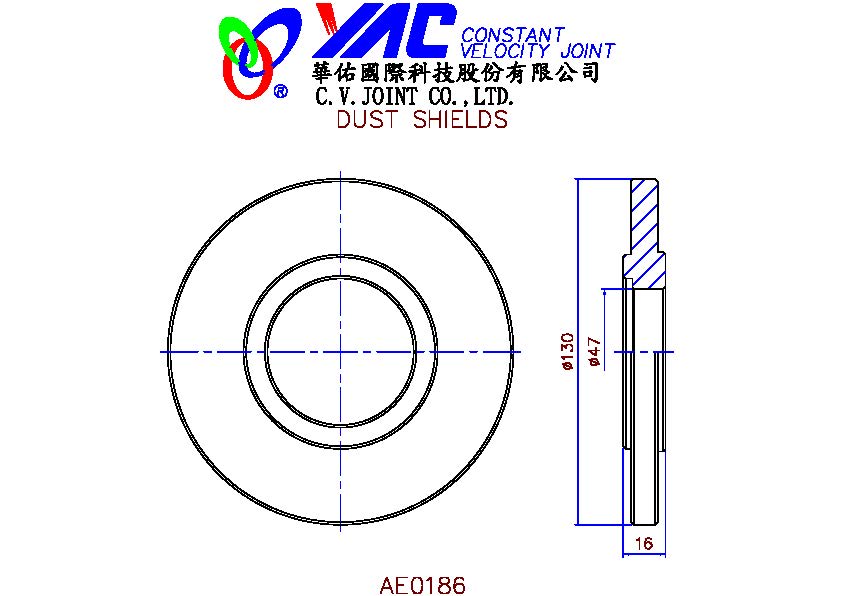 YAC CONSTANT
VELOCITY JOINT
華佑國際科技股份有限公司
®
C.V.JOINT CO.,LTD.
DUST SHIELDS
ø130
ø47
16
AE0186